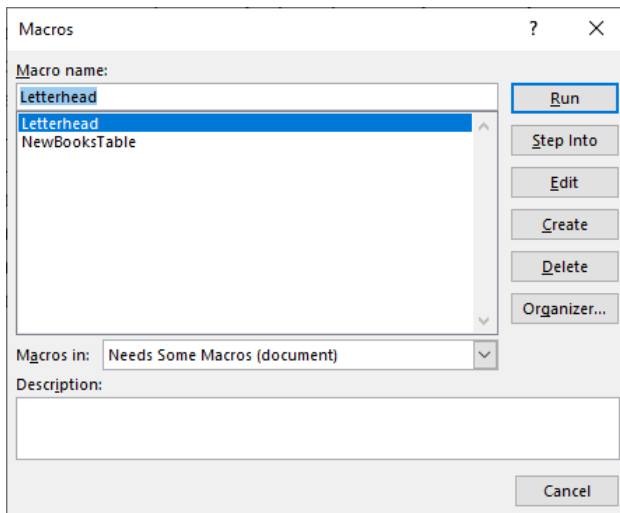 Macros
?
Macro name:
Letterhead
Run
Letterhead
NewBooksTable
Step Into
Edit
Create
Delete
Organizer...
Macros in: Needs Some Macros (document)
Description:
Cancel